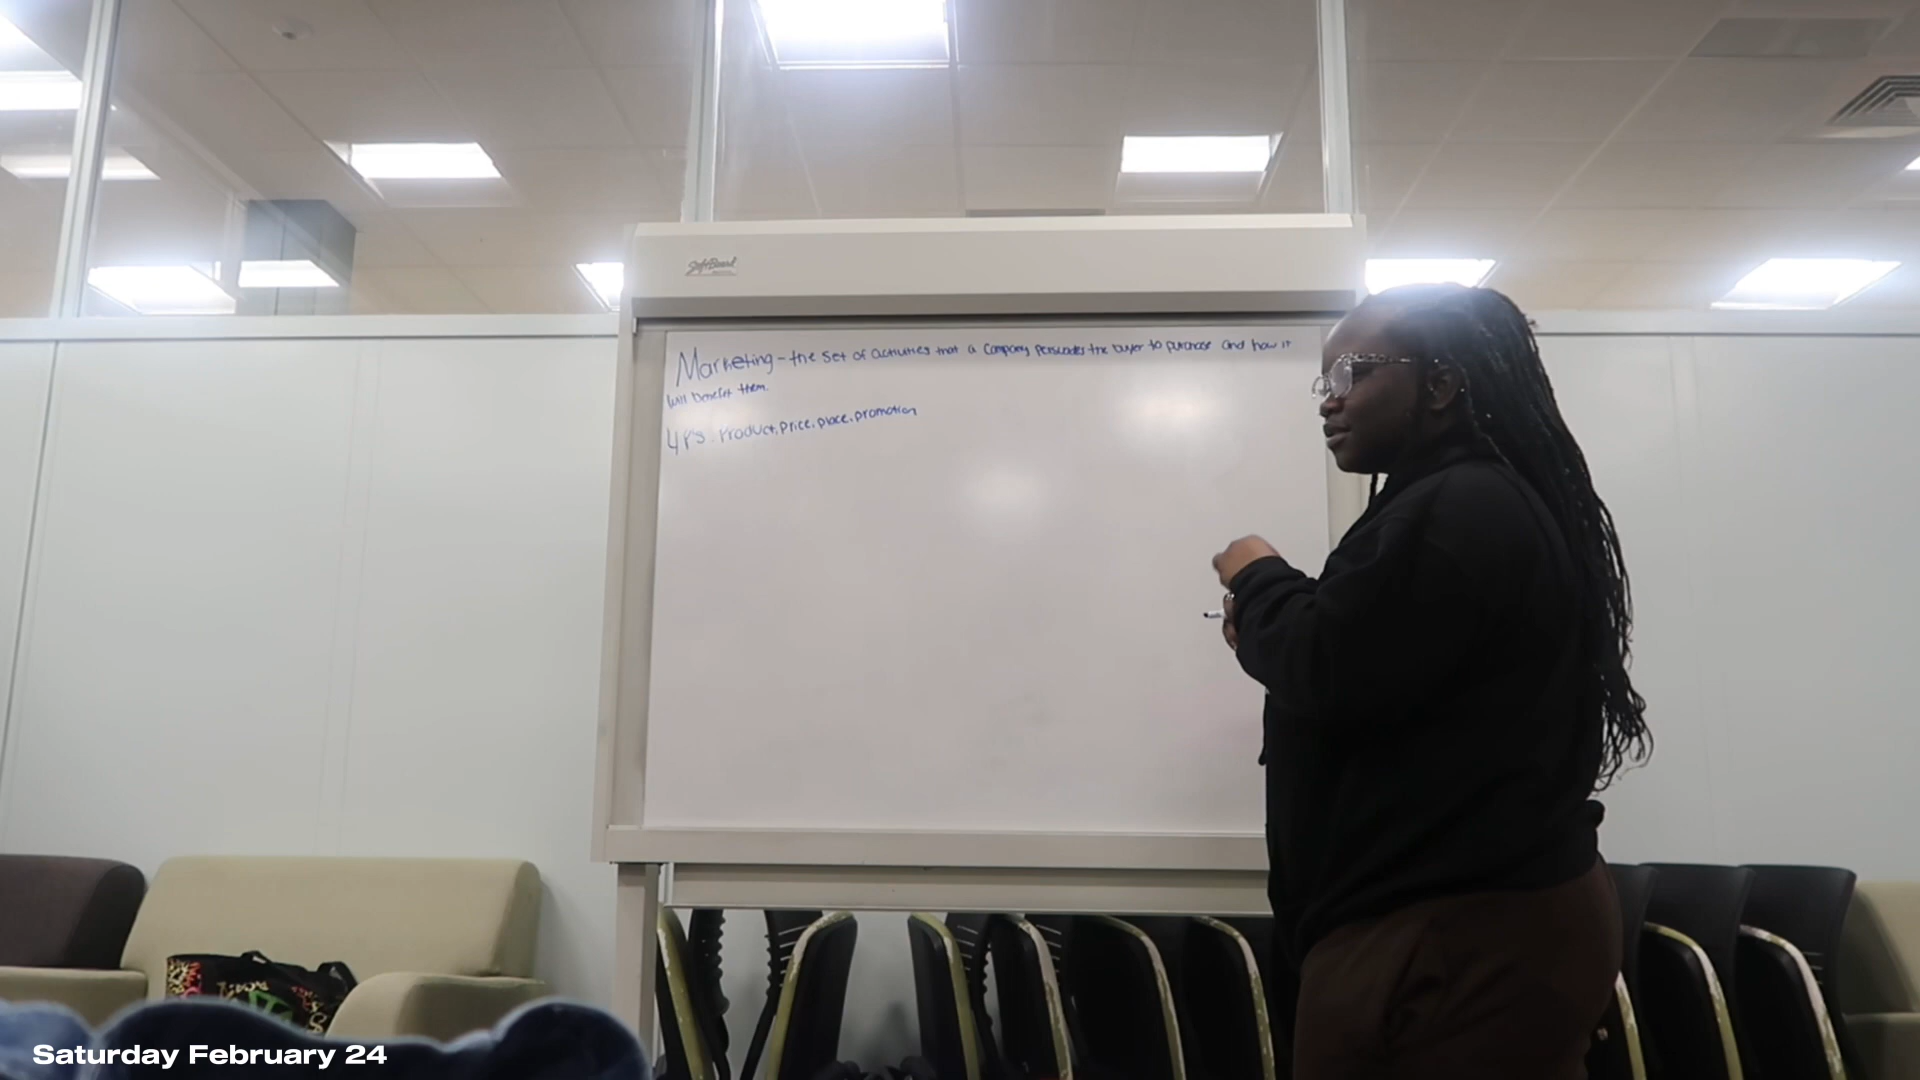 SoftBoard
Marketing - the set of activities that a company persuades the buyer to purchase and how it
will benefit them.
4 P's. Product, price, place, promotion
Saturday February 24